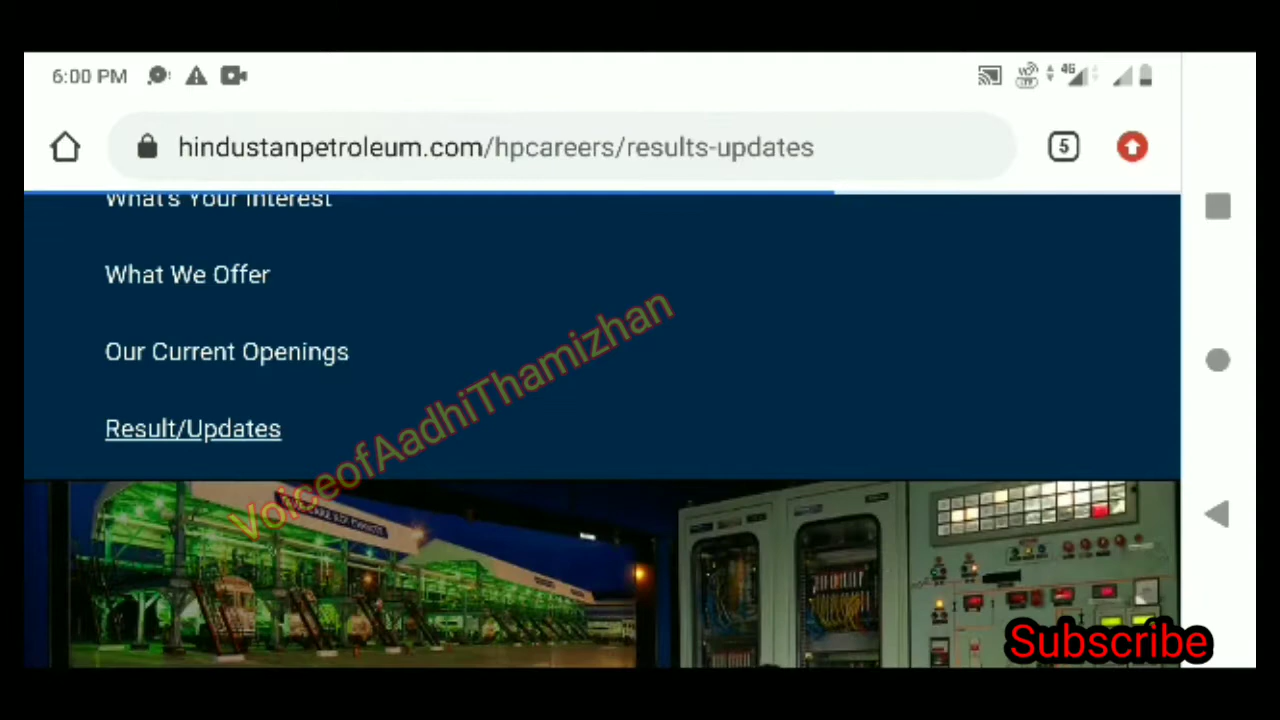 6:00 PM
4G
hindustanpetroleum.com/hpcareers/results-updates
5
What's Your Interest
What We Offer
Our Current Openings
Result/Updates
VoiceofAadhiThamizhan
Subscribe